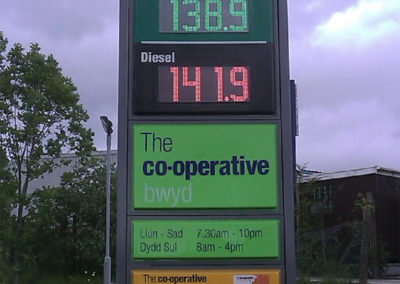 138.9
Diesel
141.9
The
co-operative
bwyd
Llun - Sad 7.30am - 10pm
Dydd Sul 8am - 4pm
The co-operative